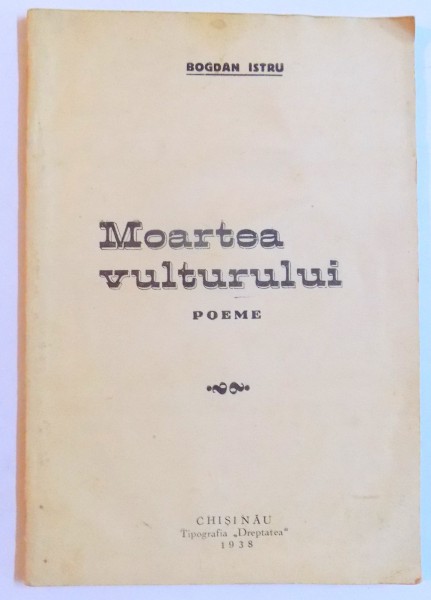 BOGDAN ISTRU
Moartea
vulturului
POEME
CHIȘINĂU
Tipografia „Dreptatea“
1938